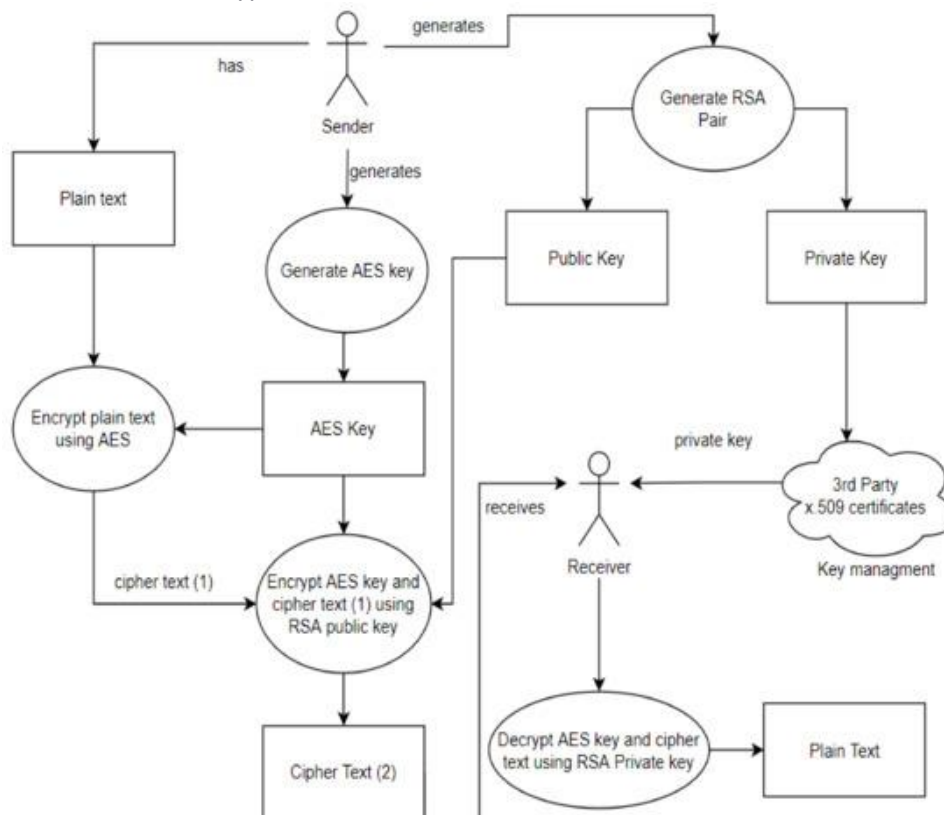 generates
has
Sender
Generate RSA
Pair
generates
Plain text
Public Key
Private Key
Generate AES key
Encrypt plain text
using AES
AES Key
private key
3rd Party
x.509 certificates
receives
Receiver
Key managment
cipher text (1)
Encrypt AES key and
cipher text (1) using
RSA public key
Decrypt AES key and cipher
text using RSA Private key
Plain Text
Cipher Text (2)